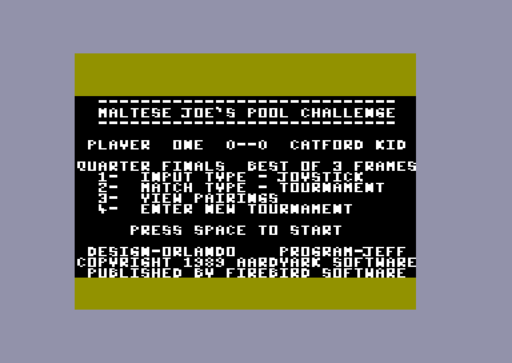 MALTESE JOE'S POOL CHALLENGE
PLAYER ONE 0--0 CATFORD KID
QUARTER FINALS BEST OF 3 FRAMES
1- INPUT TYPE - JOYSTICK
2- MATCH TYPE - TOURNAMENT
3- VIEW PAIRINGS
4- ENTER NEW TOURNAMENT
PRESS SPACE TO START
DESIGN-ORLANDO PROGRAM-JEFF
COPYRIGHT 1989 AARDVARK SOFTWARE
PUBLISHED BY FIREBIRD SOFTWARE